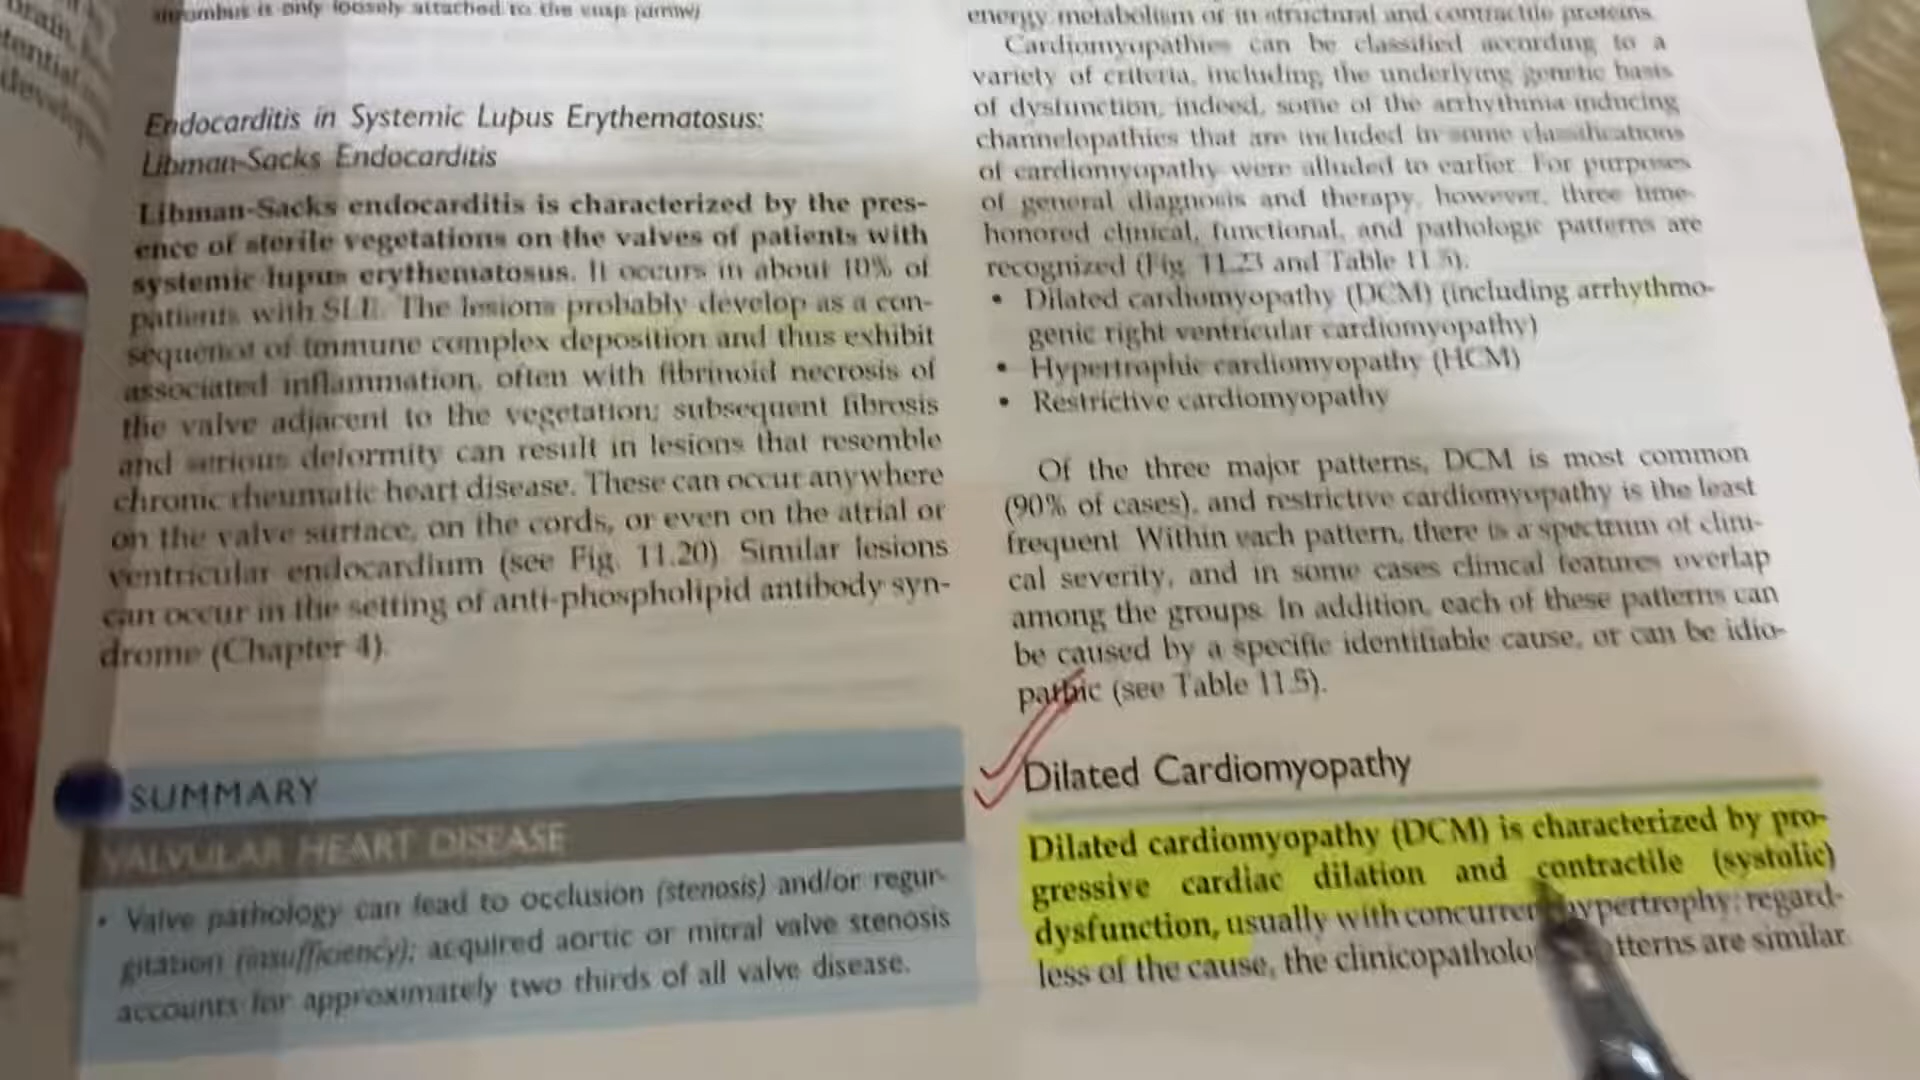 thrombus is only loosely attached to the cusp (arrow)
Endocarditis in Systemic Lupus Erythematosus:
Libman-Sacks Endocarditis
Libman-Sacks endocarditis is characterized by the pres-
ence of sterile vegetations on the valves of patients with
systemic lupus erythematosus. It occurs in about 10% of
patients with SLE. The lesions probably develop as a con-
sequence of immune complex deposition and thus exhibit
associated inflammation, often with fibrinoid necrosis of
the valve adjacent to the vegetation; subsequent fibrosis
and serious deformity can result in lesions that resemble
chronic rheumatic heart disease. These can occur anywhere
on the valve surface, on the cords, or even on the atrial or
ventricular endocardium (see Fig. 11.20). Similar lesions
can occur in the setting of anti-phospholipid antibody syn-
drome (Chapter 4).
SUMMARY
VALVULAR HEART DISEASE
• Valve pathology can lead to occlusion (stenosis) and/or regur-
gitation (insufficiency); acquired aortic or mitral valve stenosis
accounts for approximately two thirds of all valve disease.
energy metabolism or in structural and contractile proteins.
Cardiomyopathies can be classified according to a
variety of criteria, including the underlying genetic basis
of dysfunction; indeed, some of the arrhythmia-inducing
channelopathies that are included in some classifications
of cardiomyopathy were alluded to earlier. For purposes
of general diagnosis and therapy, however, three time-
honored clinical, functional, and pathologic patterns are
recognized (Fig. 11.23 and Table 11.5).
• Dilated cardiomyopathy (DCM) (including arrhythmo-
genic right ventricular cardiomyopathy)
• Hypertrophic cardiomyopathy (HCM)
• Restrictive cardiomyopathy
Of the three major patterns, DCM is most common
(90% of cases), and restrictive cardiomyopathy is the least
frequent. Within each pattern, there is a spectrum of clini-
cal severity, and in some cases clinical features overlap
among the groups. In addition, each of these patterns can
be caused by a specific identifiable cause, or can be idio-
pathic (see Table 11.5).
Dilated Cardiomyopathy
Dilated cardiomyopathy (DCM) is characterized by pro-
gressive cardiac dilation and contractile (systolic)
dysfunction, usually with concurrent hypertrophy; regard-
less of the cause, the clinicopatholo tterns are similar